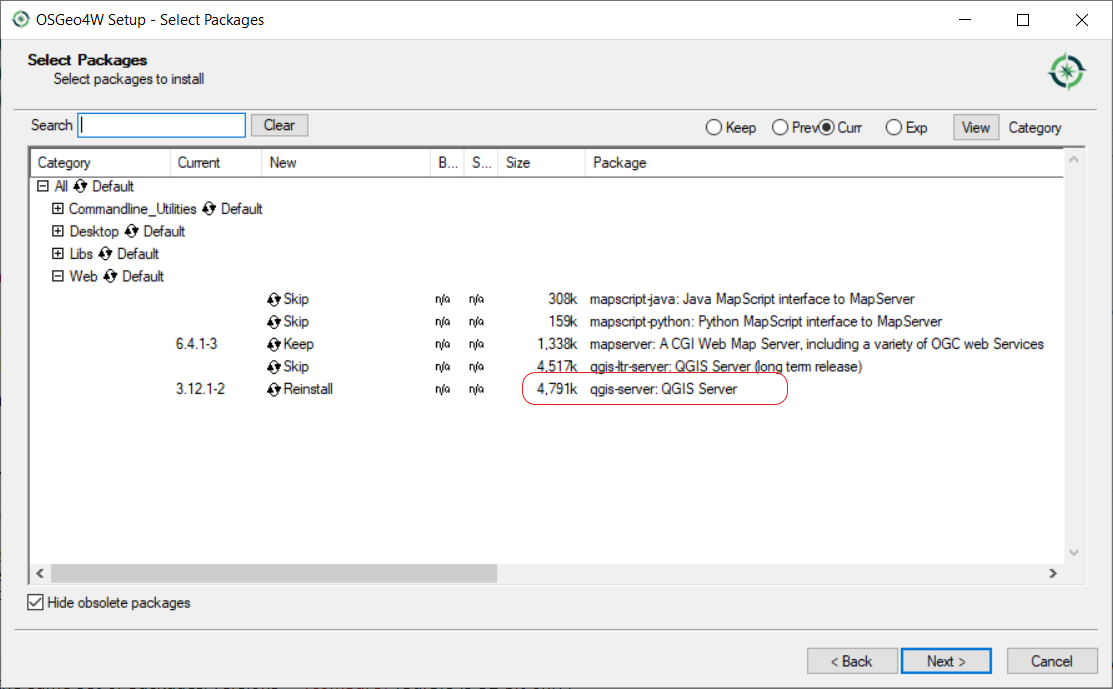 OSGeo4W Setup - Select Packages
Select Packages
Select packages to install
Search Clear Keep Prev Curr Exp View Category
Category Current New B... S... Size Package
All Default
Commandline_Utilities Default
Desktop Default
Libs Default
Web Default
Skip n/a n/a 308k mapscript-java: Java MapScript interface to MapServer
Skip n/a n/a 159k mapscript-python: Python MapScript interface to MapServer
6.4.1-3 Keep n/a n/a 1,338k mapserver: A CGI Web Map Server, including a variety of OGC web Services
Skip n/a n/a 4,517k qgis-ltr-server: QGIS Server (long term release)
3.12.1-2 Reinstall n/a n/a 4,791k qgis-server: QGIS Server
Hide obsolete packages
< Back Next > Cancel